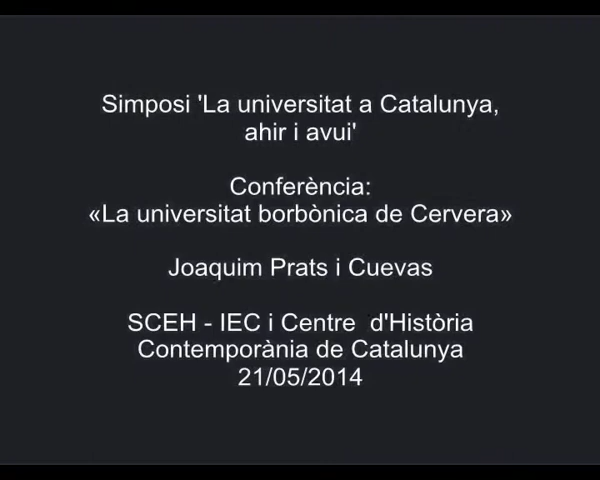 Simposi 'La universitat a Catalunya,
ahir i avui'
Conferència:
«La universitat borbònica de Cervera»
Joaquim Prats i Cuevas
SCEH - IEC i Centre  d'Història
Contemporània de Catalunya
21/05/2014